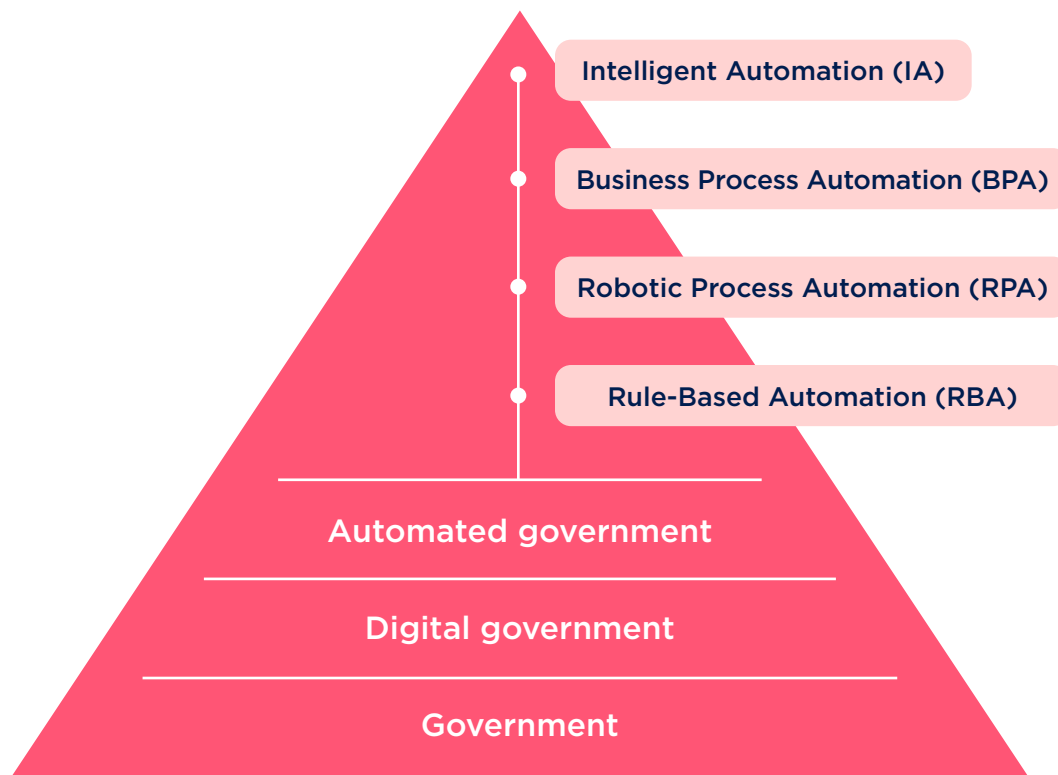 Intelligent Automation (IA)
Business Process Automation (BPA)
Robotic Process Automation (RPA)
Rule-Based Automation (RBA)
Automated government
Digital government
Government